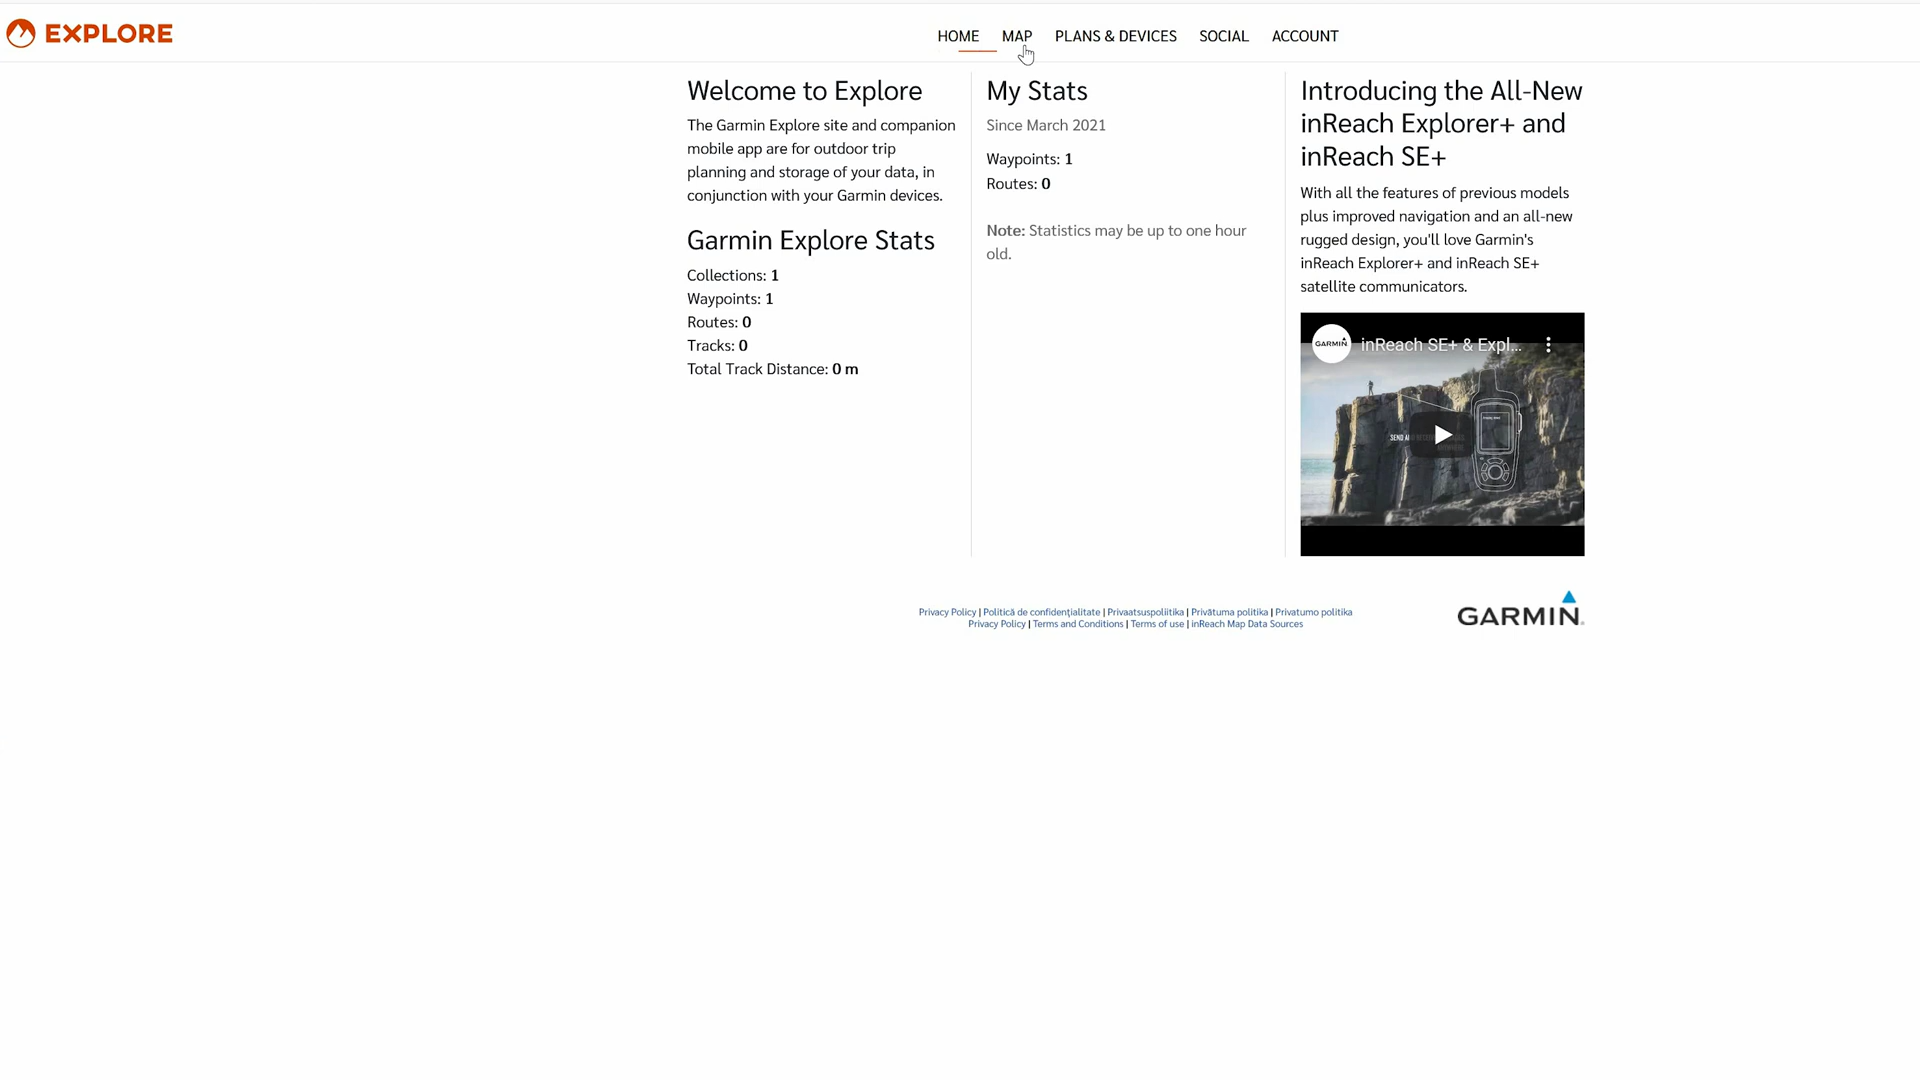 EXPLORE
HOME MAP PLANS & DEVICES SOCIAL ACCOUNT
Welcome to Explore
The Garmin Explore site and companion
mobile app are for outdoor trip
planning and storage of your data, in
conjunction with your Garmin devices.
Garmin Explore Stats
Collections: 1
Waypoints: 1
Routes: 0
Tracks: 0
Total Track Distance: 0 m
My Stats
Since March 2021
Waypoints: 1
Routes: 0
Note: Statistics may be up to one hour
old.
Introducing the All-New
inReach Explorer+ and
inReach SE+
With all the features of previous models
plus improved navigation and an all-new
rugged design, you'll love Garmin's
inReach Explorer+ and inReach SE+
satellite communicators.
GARMIN
inReach SE+ & Expl...
SEND
Privacy Policy | Politică de confidențialitate | Privaatsuspoliitika | Privātuma politika | Privatumo politika
Privacy Policy | Terms and Conditions | Terms of use | inReach Map Data Sources
GARMIN